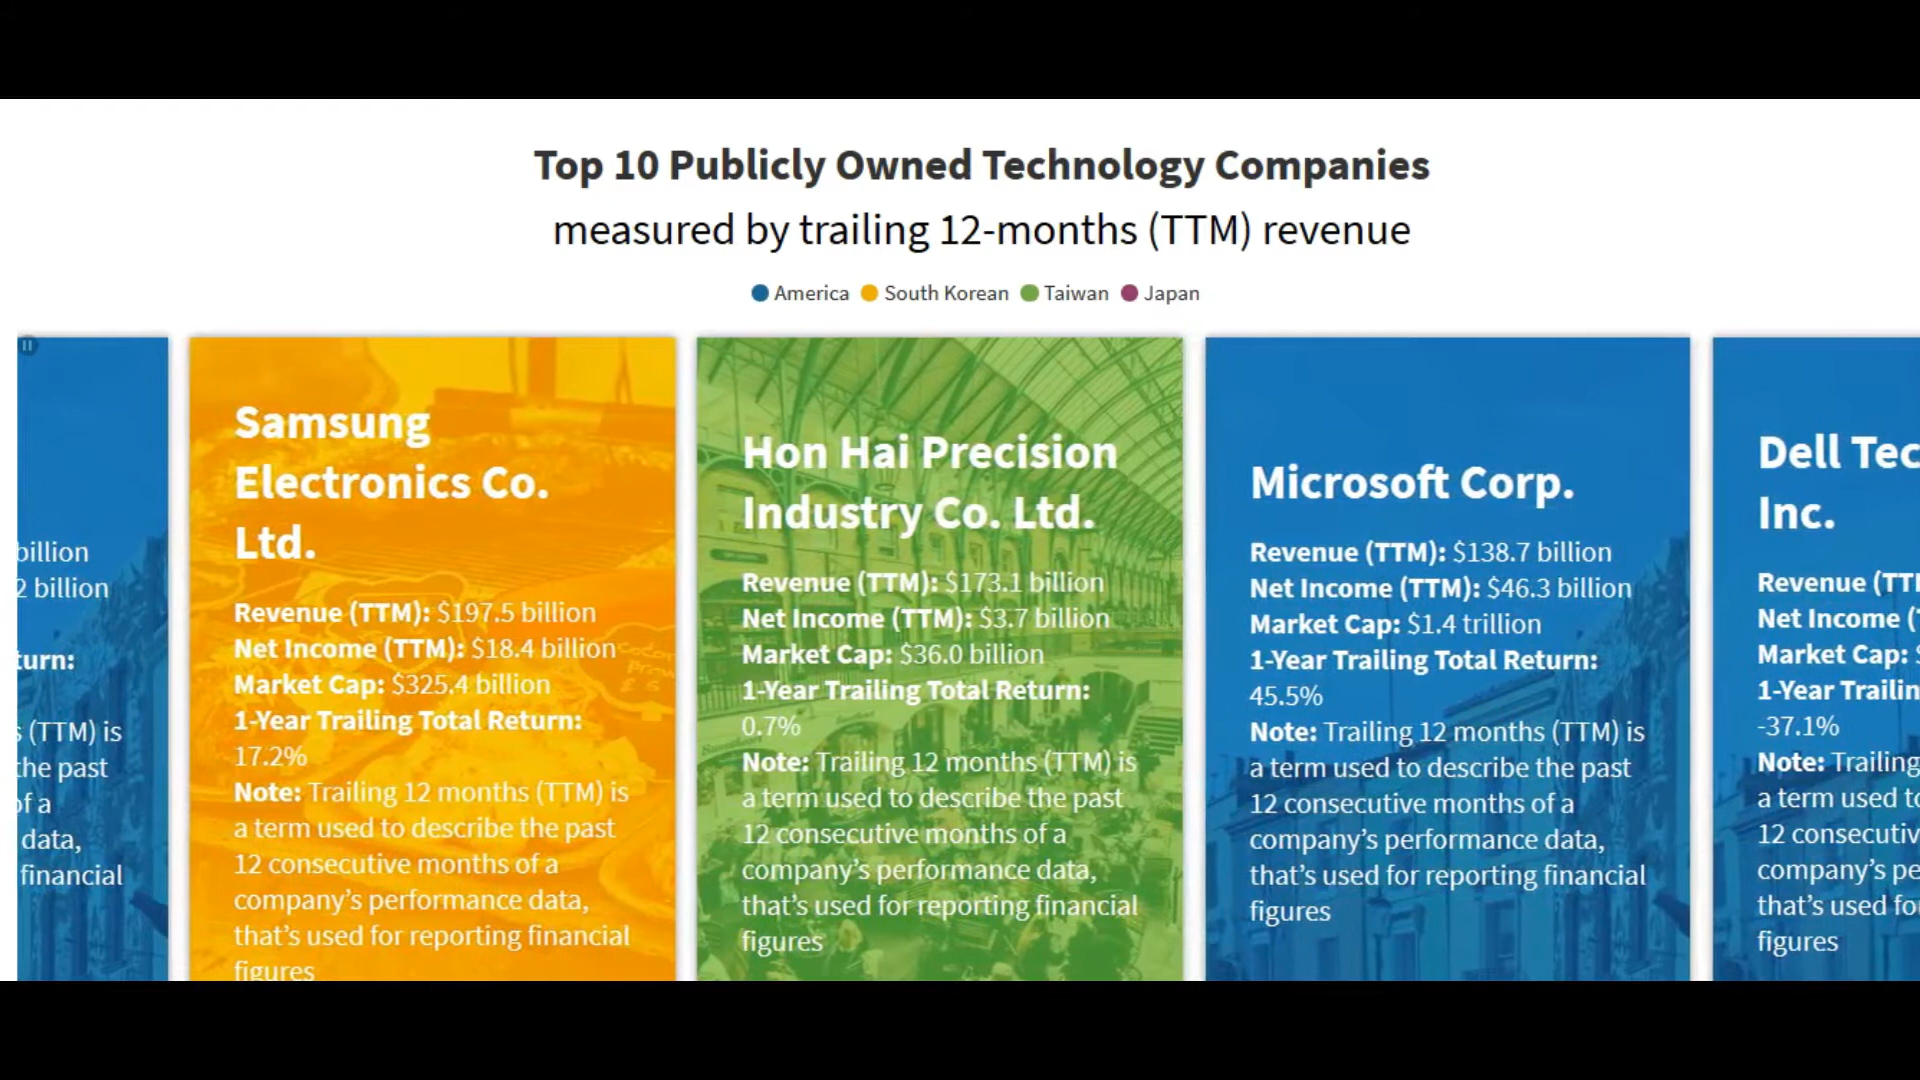 Top 10 Publicly Owned Technology Companies
measured by trailing 12-months (TTM) revenue
America South Korean Taiwan Japan
billion
2 billion
turn:
(TTM) is
the past
of a
data,
financial
Samsung
Electronics Co.
Ltd.
Revenue (TTM): $197.5 billion
Net Income (TTM): $18.4 billion
Market Cap: $325.4 billion
1-Year Trailing Total Return:
17.2%
Note: Trailing 12 months (TTM) is
a term used to describe the past
12 consecutive months of a
company's performance data,
that's used for reporting financial
figures
Hon Hai Precision
Industry Co. Ltd.
Revenue (TTM): $173.1 billion
Net Income (TTM): $3.7 billion
Market Cap: $36.0 billion
1-Year Trailing Total Return:
0.7%
Note: Trailing 12 months (TTM) is
a term used to describe the past
12 consecutive months of a
company's performance data,
that's used for reporting financial
figures
Microsoft Corp.
Revenue (TTM): $138.7 billion
Net Income (TTM): $46.3 billion
Market Cap: $1.4 trillion
1-Year Trailing Total Return:
45.5%
Note: Trailing 12 months (TTM) is
a term used to describe the past
12 consecutive months of a
company's performance data,
that's used for reporting financial
figures
Dell Tec
Inc.
Revenue (TT
Net Income (
Market Cap:
1-Year Trailin
-37.1%
Note: Trailing
a term used to
12 consecutiv
company's pe
that's used fo
figures